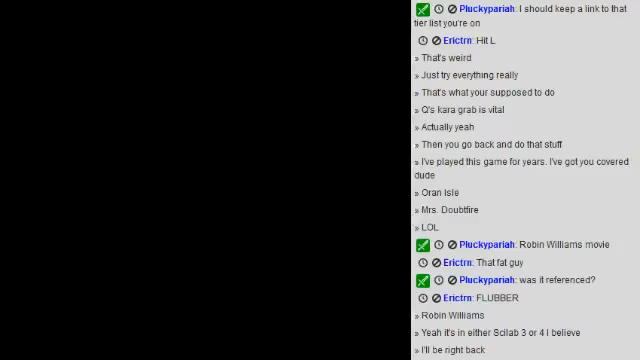 Pluckypariah: I should keep a link to that
tier list you're on
Erictrn: Hit L
» That's weird
» Just try everything really
» That's what your supposed to do
» Q's kara grab is vital
» Actually yeah
» Then you go back and do that stuff
» I've played this game for years. I've got you covered
dude
» Oran Isle
» Mrs. Doubtfire
» LOL
Pluckypariah: Robin Williams movie
Erictrn: That fat guy
Pluckypariah: was it referenced?
Erictrn: FLUBBER
» Robin Williams
» Yeah it's in either Scilab 3 or 4 I believe
» I'll be right back